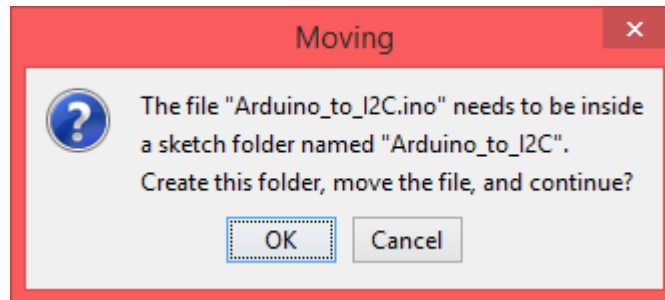 Moving
The file "Arduino_to_I2C.ino" needs to be inside
a sketch folder named "Arduino_to_I2C".
Create this folder, move the file, and continue?
OK Cancel